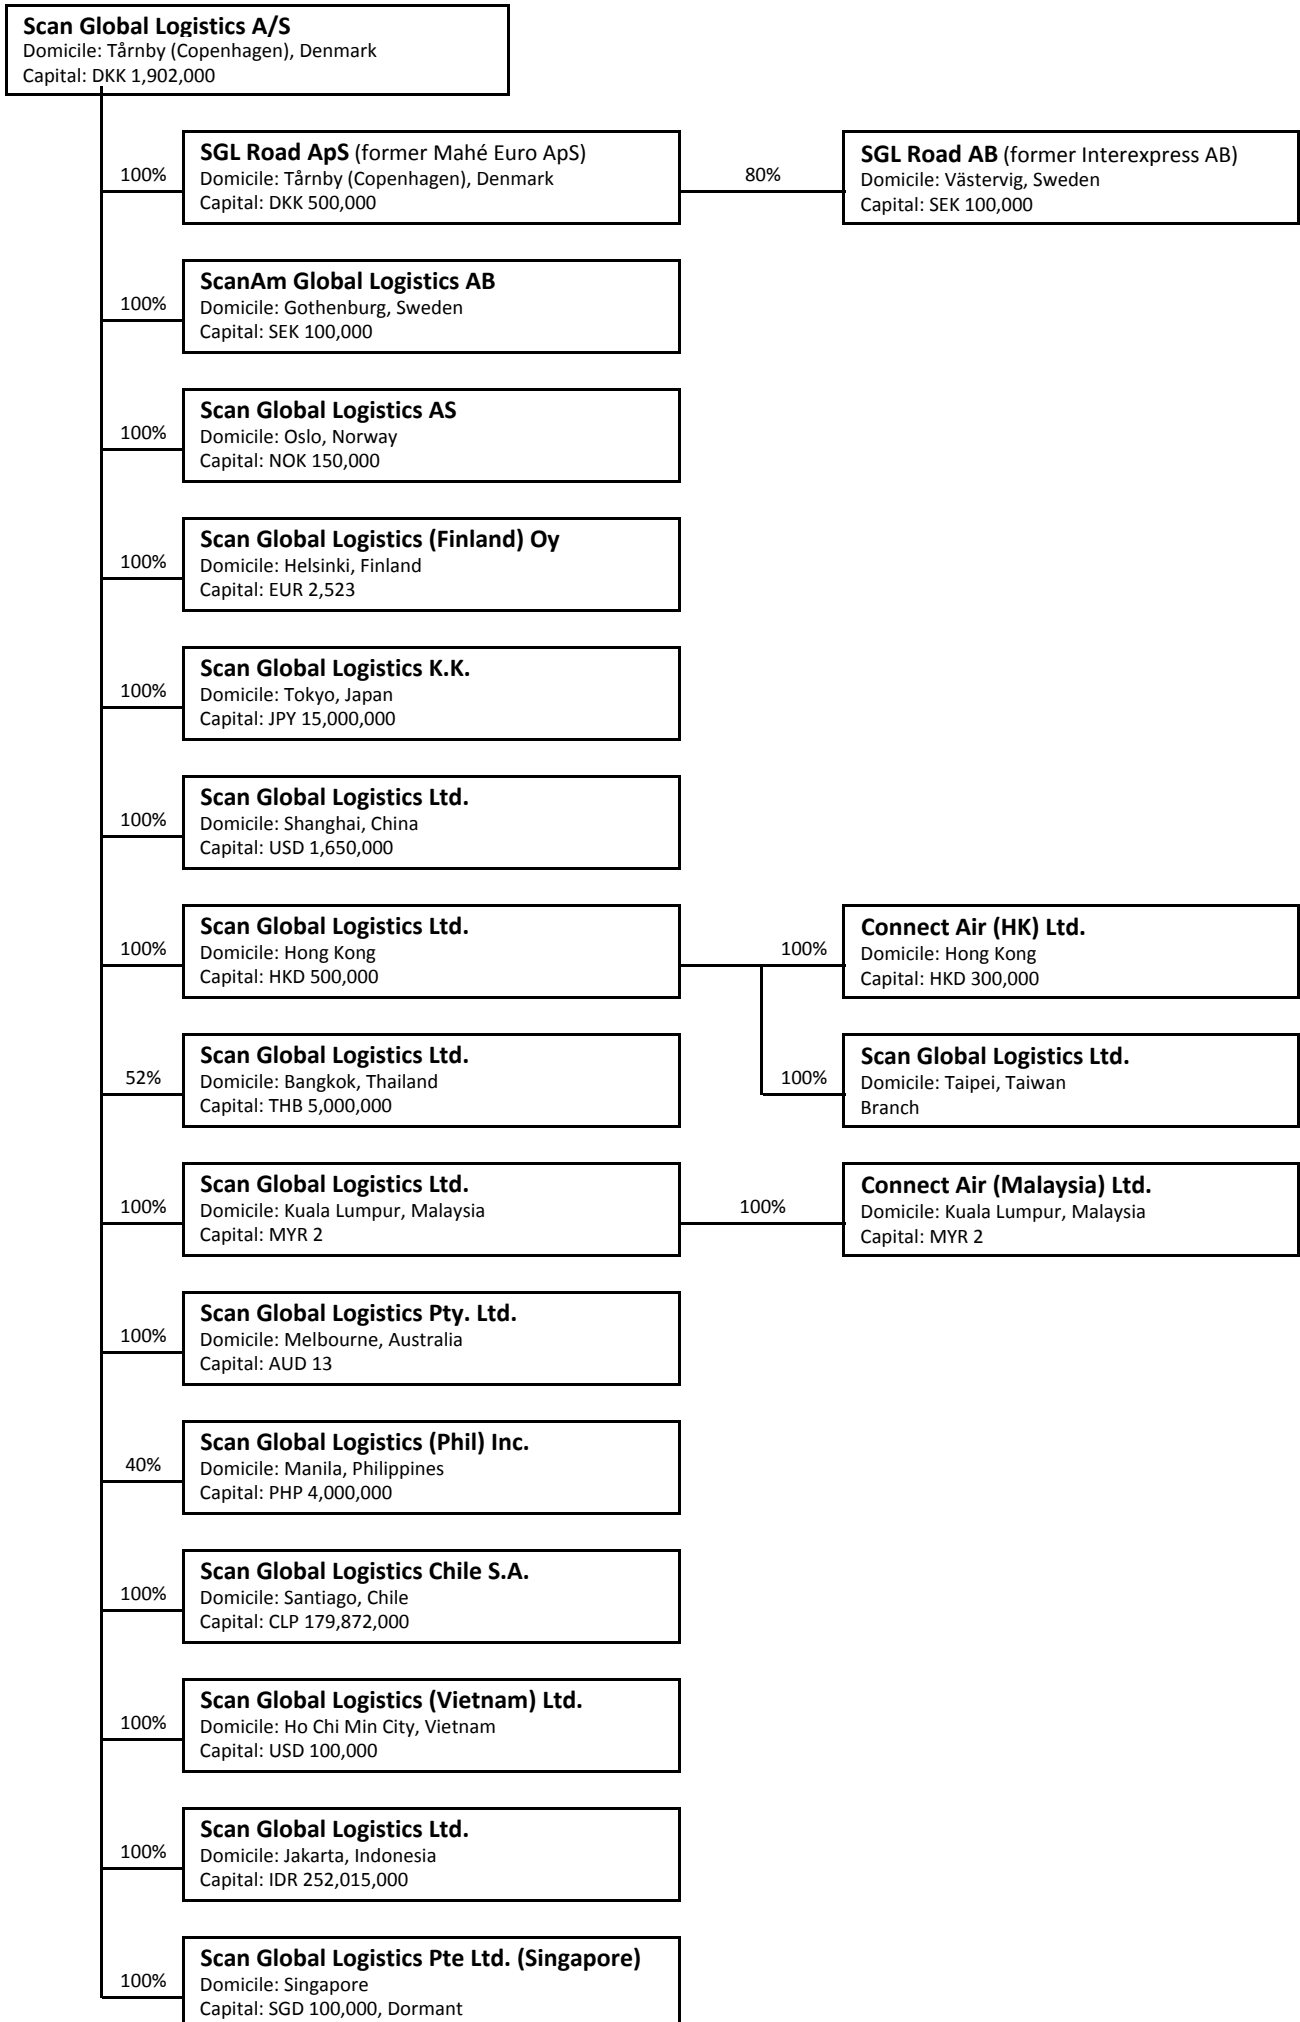 Scan Global Logistics A/S
Domicile: Tårnby (Copenhagen), Denmark
Capital: DKK 1,902,000
100%
SGL Road ApS (former Mahé Euro ApS)
Domicile: Tårnby (Copenhagen), Denmark
Capital: DKK 500,000
80%
SGL Road AB (former Interexpress AB)
Domicile: Västervig, Sweden
Capital: SEK 100,000
100%
ScanAm Global Logistics AB
Domicile: Gothenburg, Sweden
Capital: SEK 100,000
100%
Scan Global Logistics AS
Domicile: Oslo, Norway
Capital: NOK 150,000
100%
Scan Global Logistics (Finland) Oy
Domicile: Helsinki, Finland
Capital: EUR 2,523
100%
Scan Global Logistics K.K.
Domicile: Tokyo, Japan
Capital: JPY 15,000,000
100%
Scan Global Logistics Ltd.
Domicile: Shanghai, China
Capital: USD 1,650,000
100%
Scan Global Logistics Ltd.
Domicile: Hong Kong
Capital: HKD 500,000
100%
Connect Air (HK) Ltd.
Domicile: Hong Kong
Capital: HKD 300,000
52%
Scan Global Logistics Ltd.
Domicile: Bangkok, Thailand
Capital: THB 5,000,000
100%
Scan Global Logistics Ltd.
Domicile: Taipei, Taiwan
Branch
100%
Scan Global Logistics Ltd.
Domicile: Kuala Lumpur, Malaysia
Capital: MYR 2
100%
Connect Air (Malaysia) Ltd.
Domicile: Kuala Lumpur, Malaysia
Capital: MYR 2
100%
Scan Global Logistics Pty. Ltd.
Domicile: Melbourne, Australia
Capital: AUD 13
40%
Scan Global Logistics (Phil) Inc.
Domicile: Manila, Philippines
Capital: PHP 4,000,000
100%
Scan Global Logistics Chile S.A.
Domicile: Santiago, Chile
Capital: CLP 179,872,000
100%
Scan Global Logistics (Vietnam) Ltd.
Domicile: Ho Chi Min City, Vietnam
Capital: USD 100,000
100%
Scan Global Logistics Ltd.
Domicile: Jakarta, Indonesia
Capital: IDR 252,015,000
100%
Scan Global Logistics Pte Ltd. (Singapore)
Domicile: Singapore
Capital: SGD 100,000, Dormant